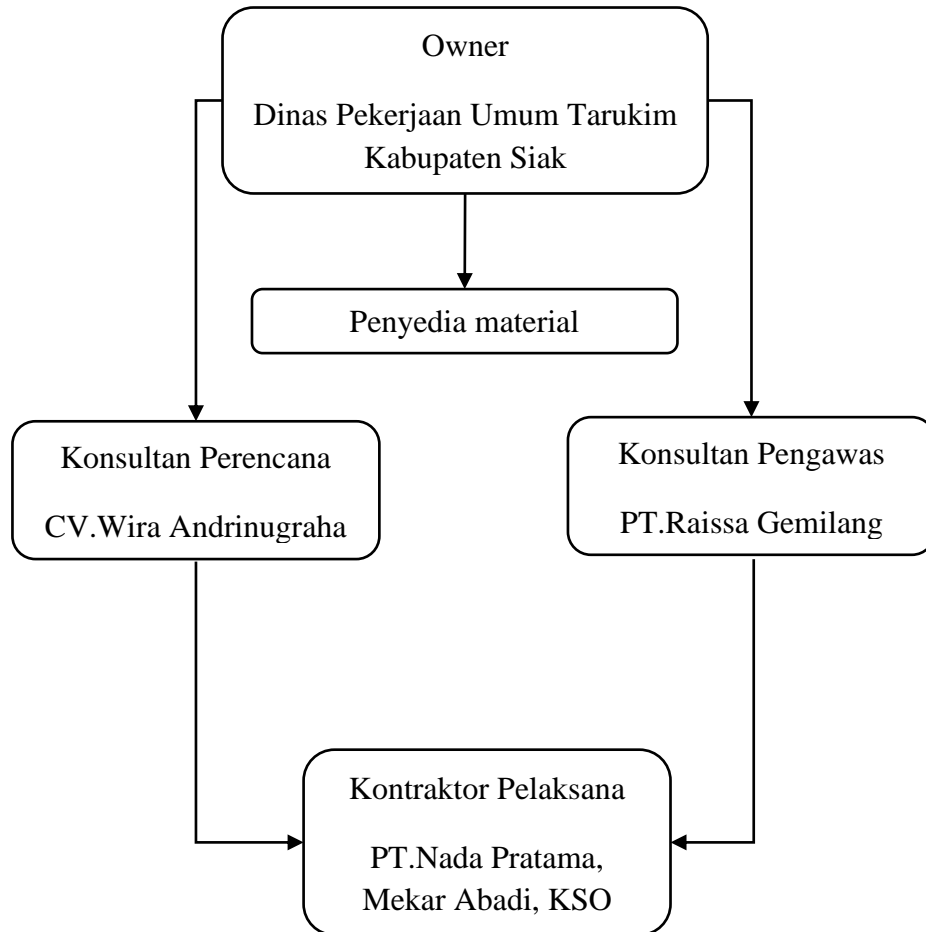 Owner
Dinas Pekerjaan Umum Tarukim
Kabupaten Siak
Penyedia material
Konsultan Perencana
CV.Wira Andrinugraha
Konsultan Pengawas
PT.Raissa Gemilang
Kontraktor Pelaksana
PT.Nada Pratama,
Mekar Abadi, KSO